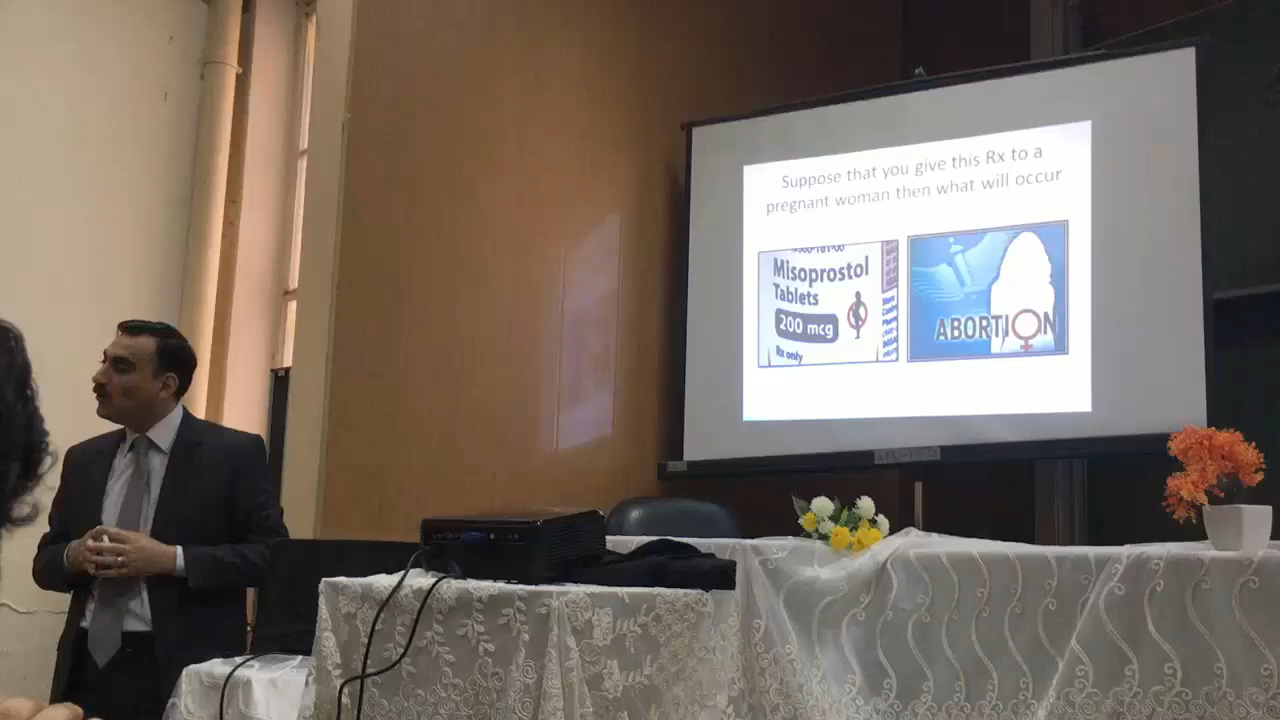 Suppose that you give this Rx to a
pregnant woman then what will occur
Misoprostol
Tablets
200 mcg
Rx only
ABORTION